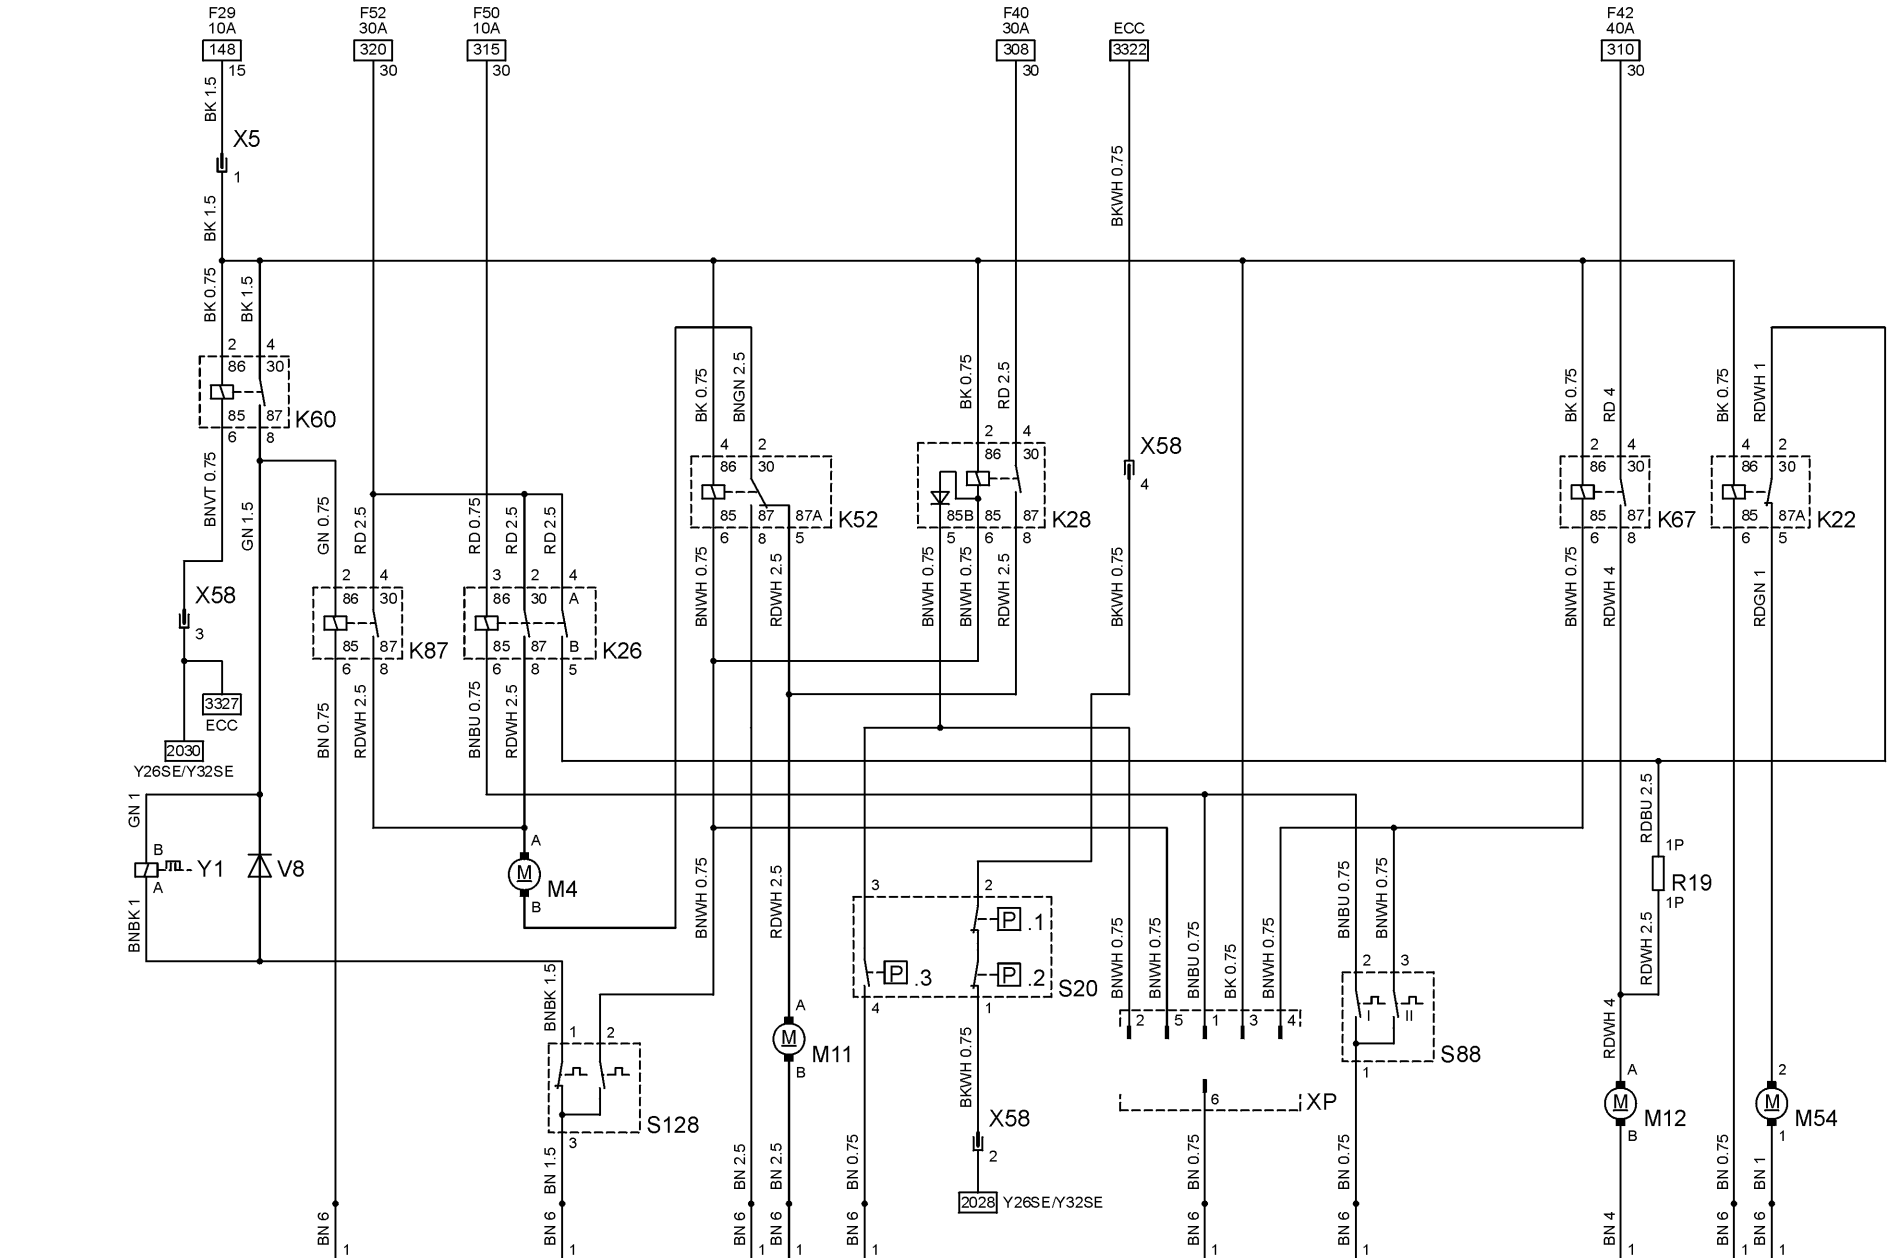 F29 F52 F50 F40 ECC F42
10A 30A 10A 30A 40A
148 320 315 308 3322 310
15 30 30 30 30
BK 1.5
X5
1
BKWH 0.75
BK 1.5
BK 0.75 BK 1.5
2 4
86 30
85 87
K60
6 8
BK 0.75 BNGN 2.5 BK 0.75 RD 2.5 BK 0.75 RD 4 BK 0.75 RDWH 1
4 2 2 4 2 4 4 2
86 30 86 30 86 30 86 30
X58
4
85 87 87A K52 85B 85 87 K28 85 87 K67 85 87A K22
6 8 5 5 6 8 6 8 6 5
BNVT 0.75 GN 1.5 GN 0.75 RD 2.5 RD 0.75 RD 2.5 RD 2.5
BNWH 0.75 RDWH 2.5 BNWH 0.75 BNWH 0.75 RDWH 2.5 BKWH 0.75 BNWH 0.75 RDWH 4 RDGN 1
X58
3
2 4 3 2 4
86 30 86 30 A
85 87 K87 85 87 B K26
6 8 6 8 5
3327
ECC
2030
Y26SE/Y32SE
BN 0.75 RDWH 2.5 BNBU 0.75 RDWH 2.5
GN 1
B
A
Y1
V8
BNBK 1
A
M
M4
B
BNWH 0.75 RDWH 2.5
RDBU 2.5
1P
R19
1P
RDWH 2.5
3 2
P .1
P .3
P .2
S20
4 1
BNWH 0.75 BNWH 0.75 BNBU 0.75 BK 0.75 BNWH 0.75
BNBU 0.75 BNWH 0.75
2 3
I II
S88
1
2 5 1 3 4
6
XP
BNBK 1.5
1 2
S128
3
A
M
M11
B
BKWH 0.75
X58
2
2028 Y26SE/Y32SE
RDWH 4
A
M
M12
B
2
M
M54
1
BN 1.5 BN 2.5 BN 2.5 BN 0.75 BN 0.75 BN 0.75 BN 0.75 BN 1
BN 6 BN 6 BN 6 BN 6 BN 6 BN 6 BN 6 BN 4 BN 6 BN 6
1 1 1 1 1 1 1 1 1 1